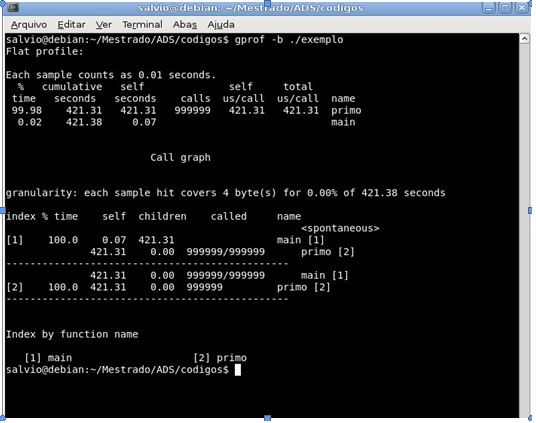 salvio@debian: ~/Mestrado/ADS/codigos
Arquivo Editar Ver Terminal Abas Ajuda
salvio@debian:~/Mestrado/ADS/codigos$ gprof -b ./exemplo
Flat profile:
Each sample counts as 0.01 seconds.
% cumulative self self total
time seconds seconds calls us/call us/call name
99.98 421.31 421.31 999999 421.31 421.31 primo
0.02 421.38 0.07 main
Call graph
granularity: each sample hit covers 4 byte(s) for 0.00% of 421.38 seconds
index % time self children called name
<spontaneous>
[1] 100.0 0.07 421.31 main [1]
421.31 0.00 999999/999999 primo [2]
-----------------------------------------------
421.31 0.00 999999/999999 main [1]
[2] 100.0 421.31 0.00 999999 primo [2]
-----------------------------------------------
Index by function name
[1] main [2] primo
salvio@debian:~/Mestrado/ADS/codigos$